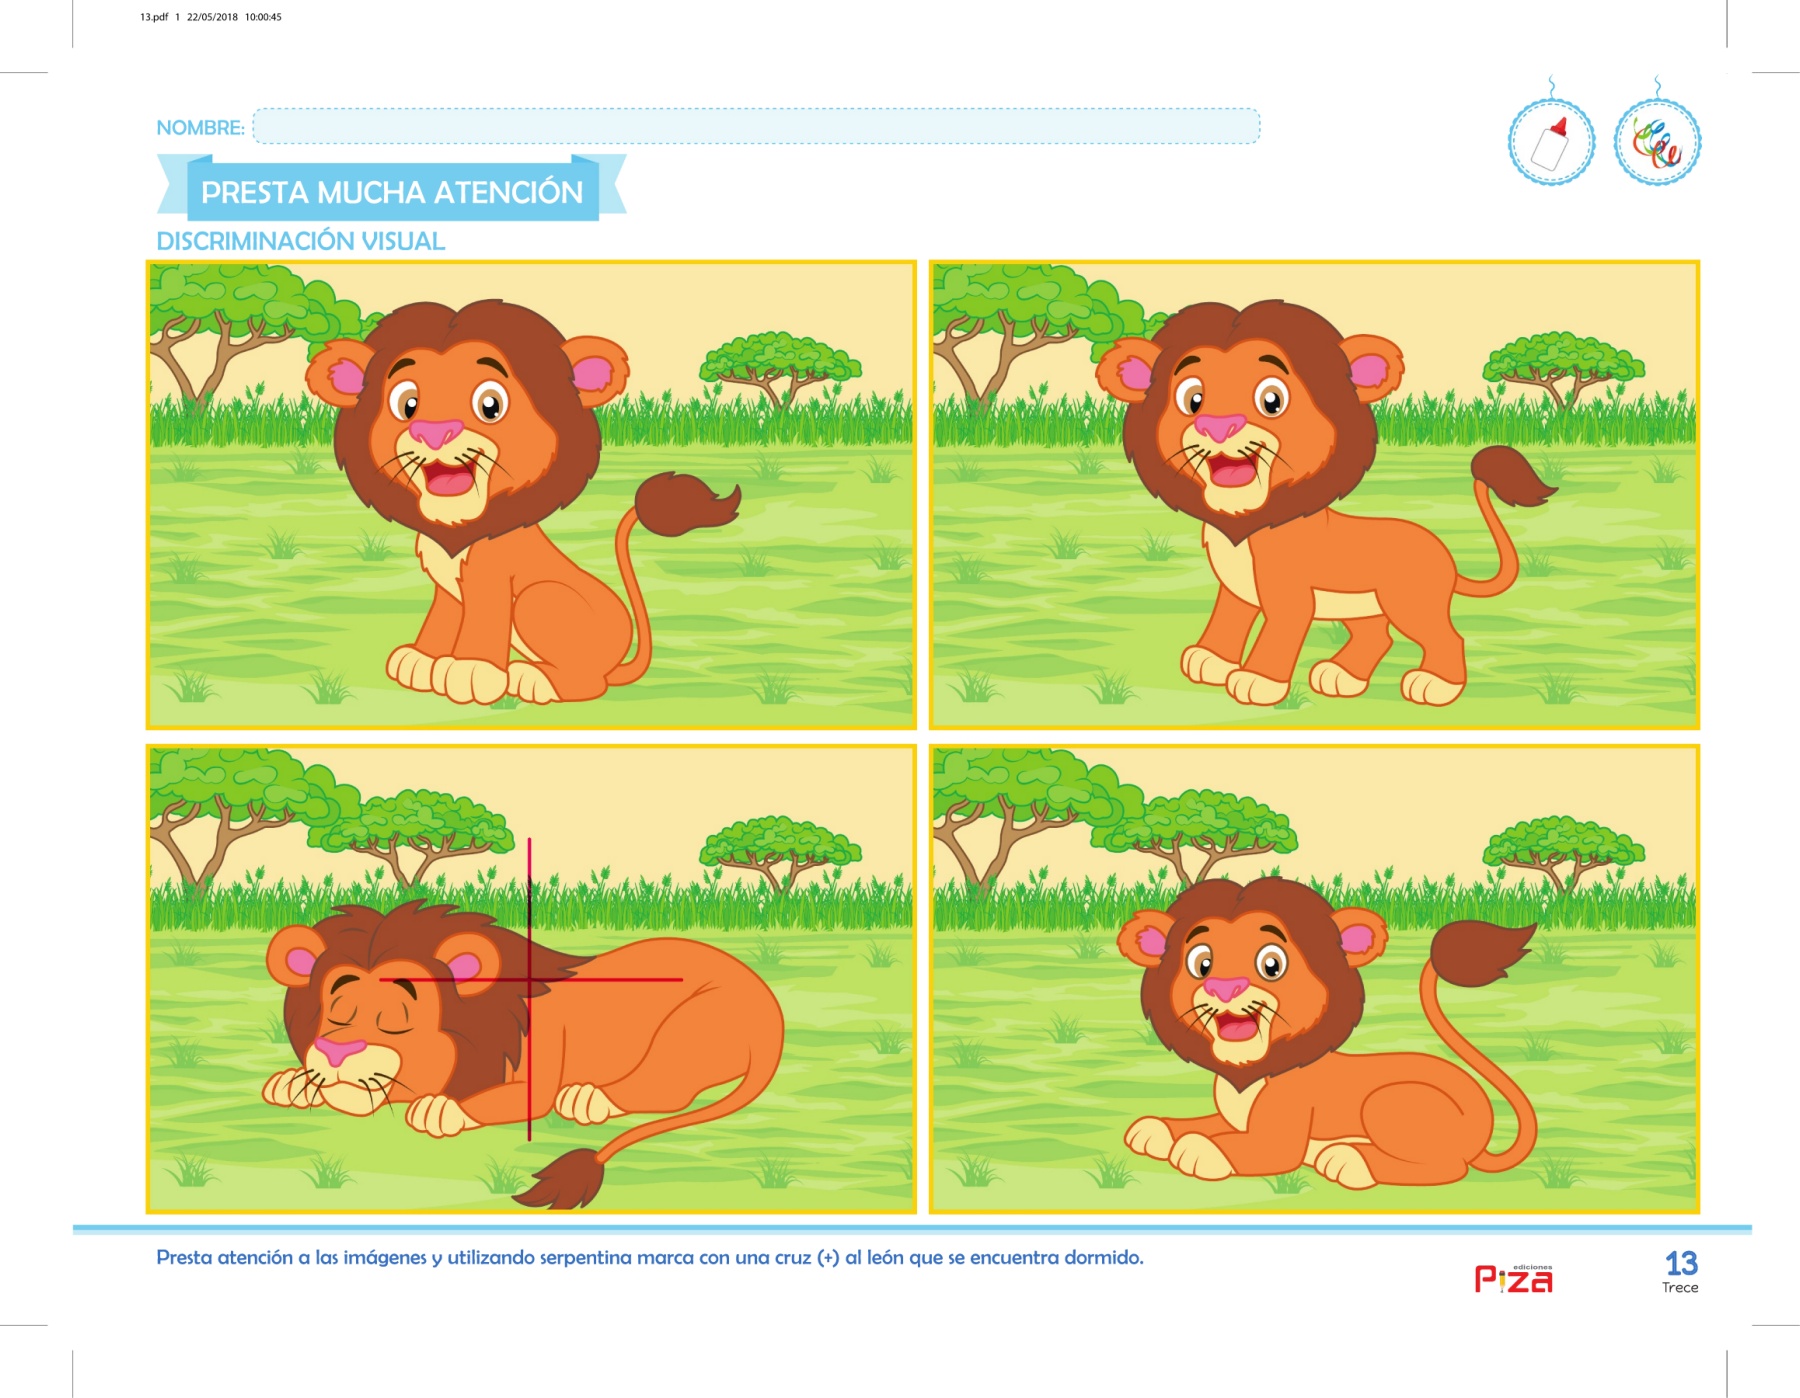 13.pdf 1 22/05/2018 10:00:45
NOMBRE:
PRESTA MUCHA ATENCIÓN
DISCRIMINACIÓN VISUAL
Presta atención a las imágenes y utilizando serpentina marca con una cruz (+) al león que se encuentra dormido.
ediciones
Piza
13
Trece